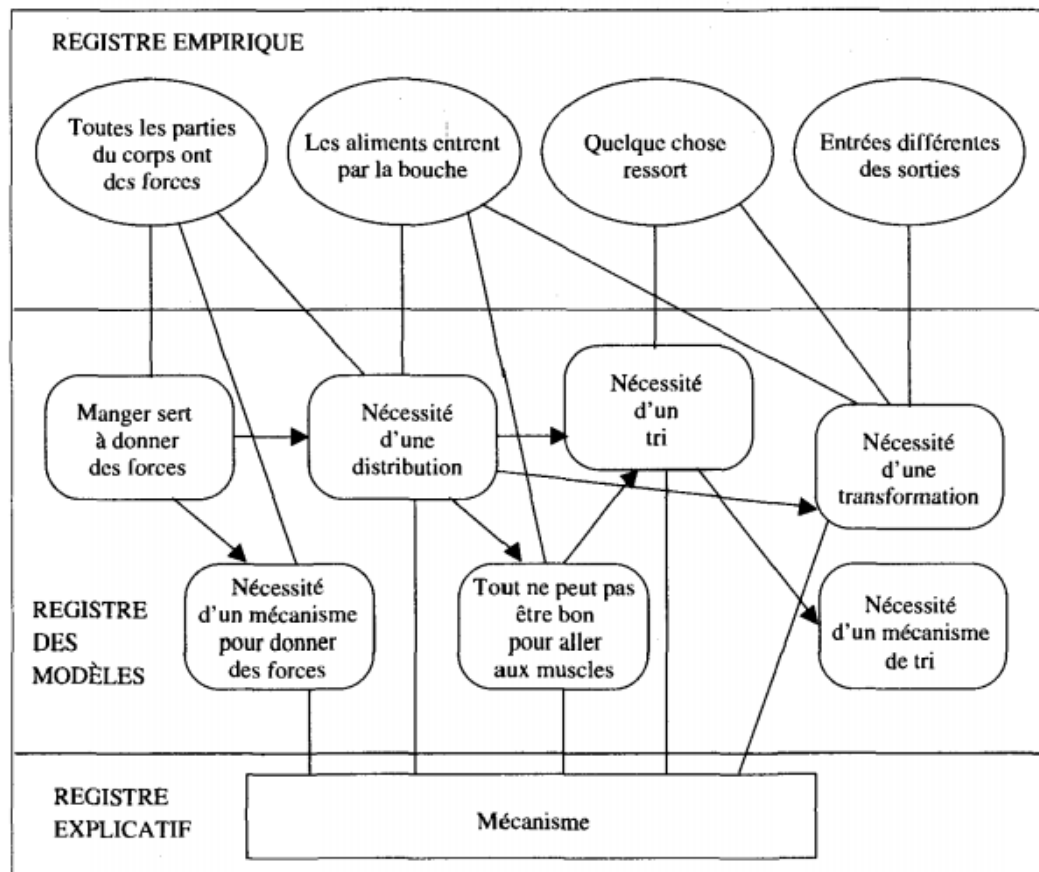 REGISTRE EMPIRIQUE
Toutes les parties
du corps ont
des forces
Les aliments entrent
par la bouche
Quelque chose
ressort
Entrées différentes
des sorties
Manger sert
à donner
des forces
Nécessité
d'une
distribution
Nécessité
d'un
tri
Nécessité
d'une
transformation
REGISTRE
DES
MODÈLES
Nécessité
d'un mécanisme
pour donner
des forces
Tout ne peut pas
être bon
pour aller
aux muscles
Nécessité
d'un mécanisme
de tri
REGISTRE
EXPLICATIF
Mécanisme